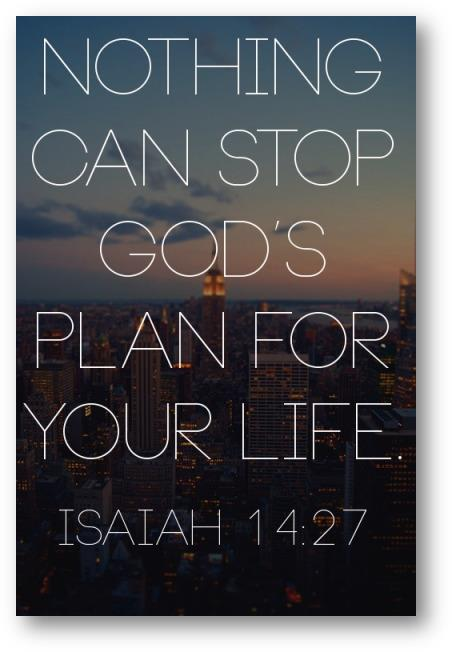 NOTHING
CAN STOP
GOD'S
PLAN FOR
YOUR LIFE.
ISAIAH 14:27